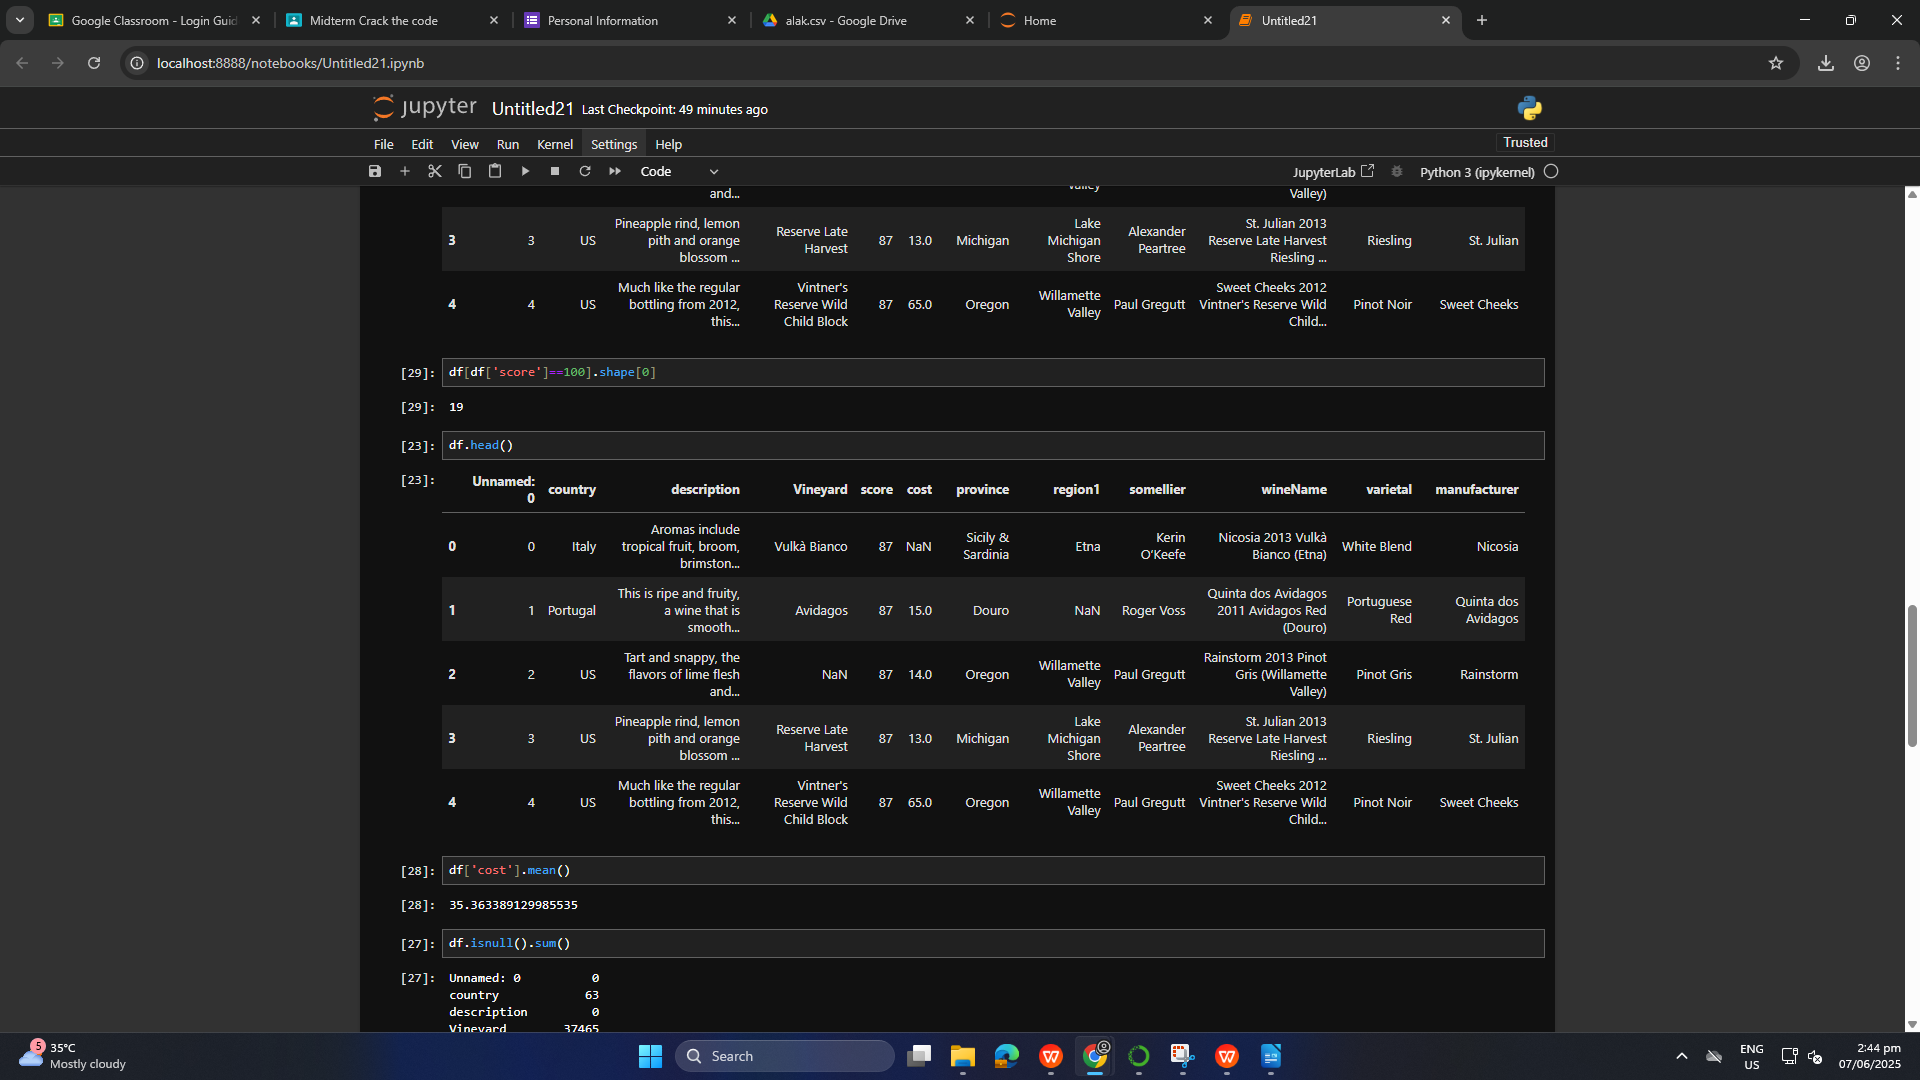 Google Classroom - Login Guid
Midterm Crack the code
Personal Information
alak.csv - Google Drive
Home
Untitled21
localhost:8888/notebooks/Untitled21.ipynb
jupyter Untitled21 Last Checkpoint: 49 minutes ago
File Edit View Run Kernel Settings Help
Trusted
Code
JupyterLab
Python 3 (ipykernel)
and... Valley Valley)
3 3 US Pineapple rind, lemon pith and orange blossom ... Reserve Late Harvest 87 13.0 Michigan Lake Michigan Shore Alexander Peartree St. Julian 2013 Reserve Late Harvest Riesling ... Riesling St. Julian
4 4 US Much like the regular bottling from 2012, this... Vintner's Reserve Wild Child Block 87 65.0 Oregon Willamette Valley Paul Gregutt Sweet Cheeks 2012 Vintner's Reserve Wild Child... Pinot Noir Sweet Cheeks
[29]: df[df['score']==100].shape[0]
[29]: 19
[23]: df.head()
[23]: Unnamed: 0 country description Vineyard score cost province region1 somellier wineName varietal manufacturer
0 0 Italy Aromas include tropical fruit, broom, brimston... Vulkà Bianco 87 NaN Sicily & Sardinia Etna Kerin O'Keefe Nicosia 2013 Vulkà Bianco (Etna) White Blend Nicosia
1 1 Portugal This is ripe and fruity, a wine that is smooth... Avidagos 87 15.0 Douro NaN Roger Voss Quinta dos Avidagos 2011 Avidagos Red (Douro) Portuguese Red Quinta dos Avidagos
2 2 US Tart and snappy, the flavors of lime flesh and... NaN 87 14.0 Oregon Willamette Valley Paul Gregutt Rainstorm 2013 Pinot Gris (Willamette Valley) Pinot Gris Rainstorm
3 3 US Pineapple rind, lemon pith and orange blossom ... Reserve Late Harvest 87 13.0 Michigan Lake Michigan Shore Alexander Peartree St. Julian 2013 Reserve Late Harvest Riesling ... Riesling St. Julian
4 4 US Much like the regular bottling from 2012, this... Vintner's Reserve Wild Child Block 87 65.0 Oregon Willamette Valley Paul Gregutt Sweet Cheeks 2012 Vintner's Reserve Wild Child... Pinot Noir Sweet Cheeks
[28]: df['cost'].mean()
[28]: 35.363389129985535
[27]: df.isnull().sum()
[27]: Unnamed: 0 0
country 63
description 0
Vineyard 37465
5
35°C
Mostly cloudy
Search
ENG
US
2:44 pm
07/06/2025